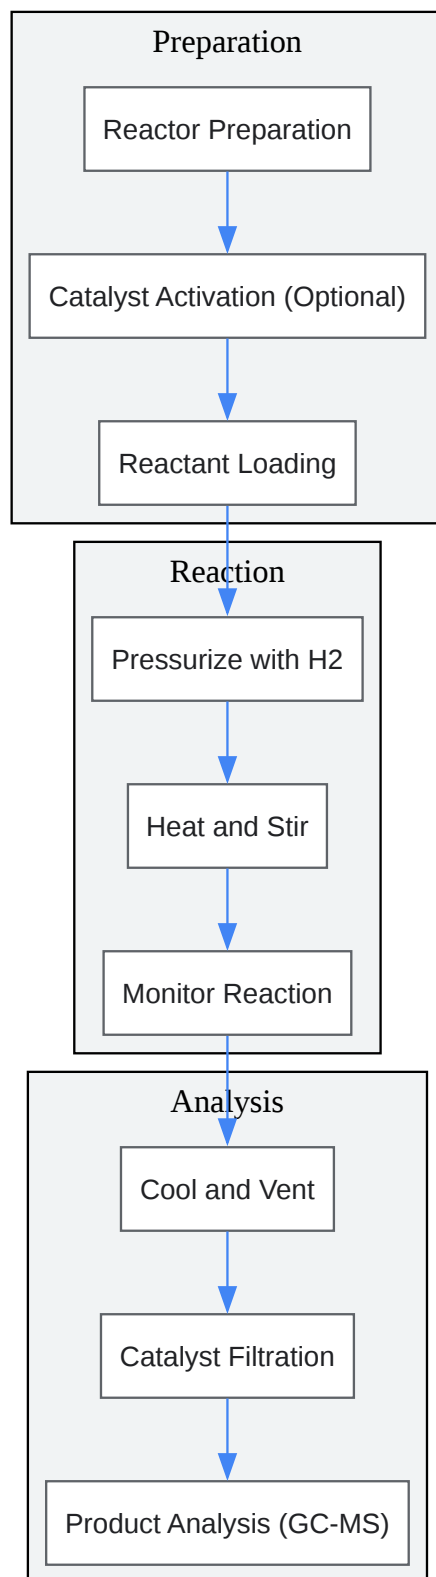 Preparation
Reactor Preparation
Catalyst Activation (Optional)
Reactant Loading
Reaction
Pressurize with H2
Heat and Stir
Monitor Reaction
Analysis
Cool and Vent
Catalyst Filtration
Product Analysis (GC-MS)